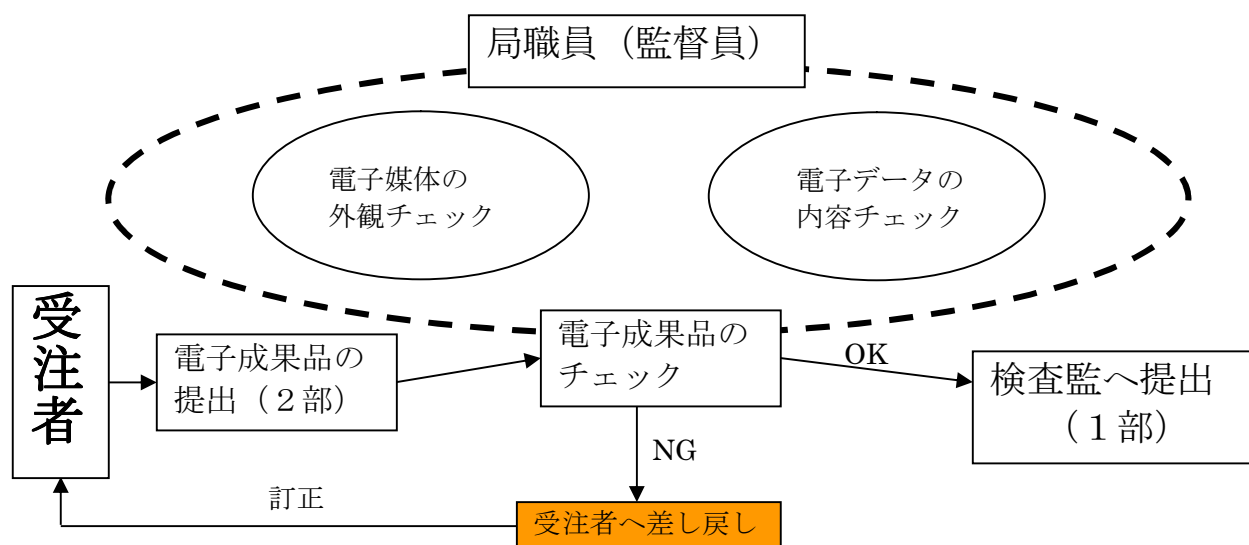 局職員（監督員）
電子媒体の
外観チェック
電子データの
内容チェック
受注者
電子成果品の
提出（２部）
電子成果品の
チェック
OK
検査監へ提出
（１部）
NG
訂正
受注者へ差し戻し